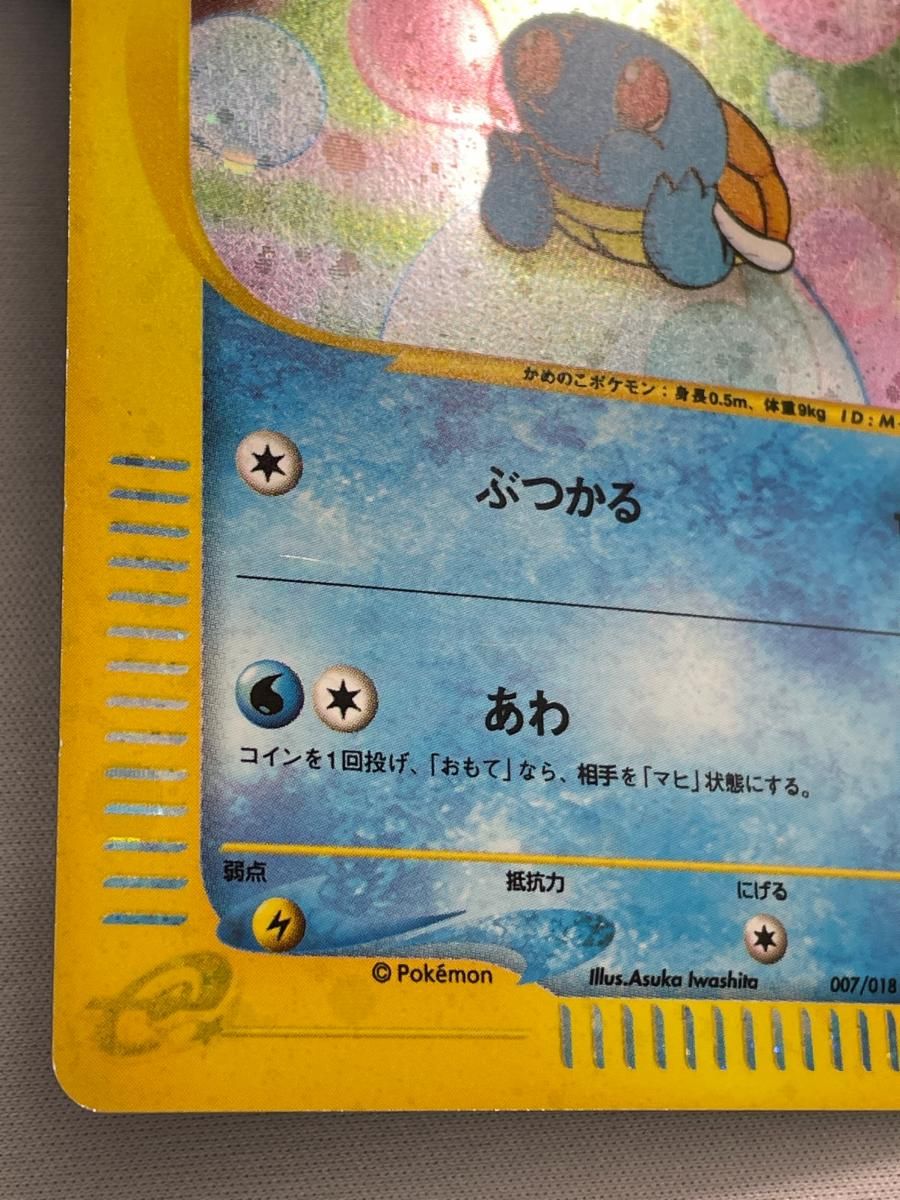 かめのこポケモン：身長0.5m、体重9kg ID:M
ぶつかる
あわ
コインを1回投げ、「おもて」なら、相手を「マヒ」状態にする。
弱点 抵抗力 にげる
© Pokémon Illus.Asuka Iwashita 007/018